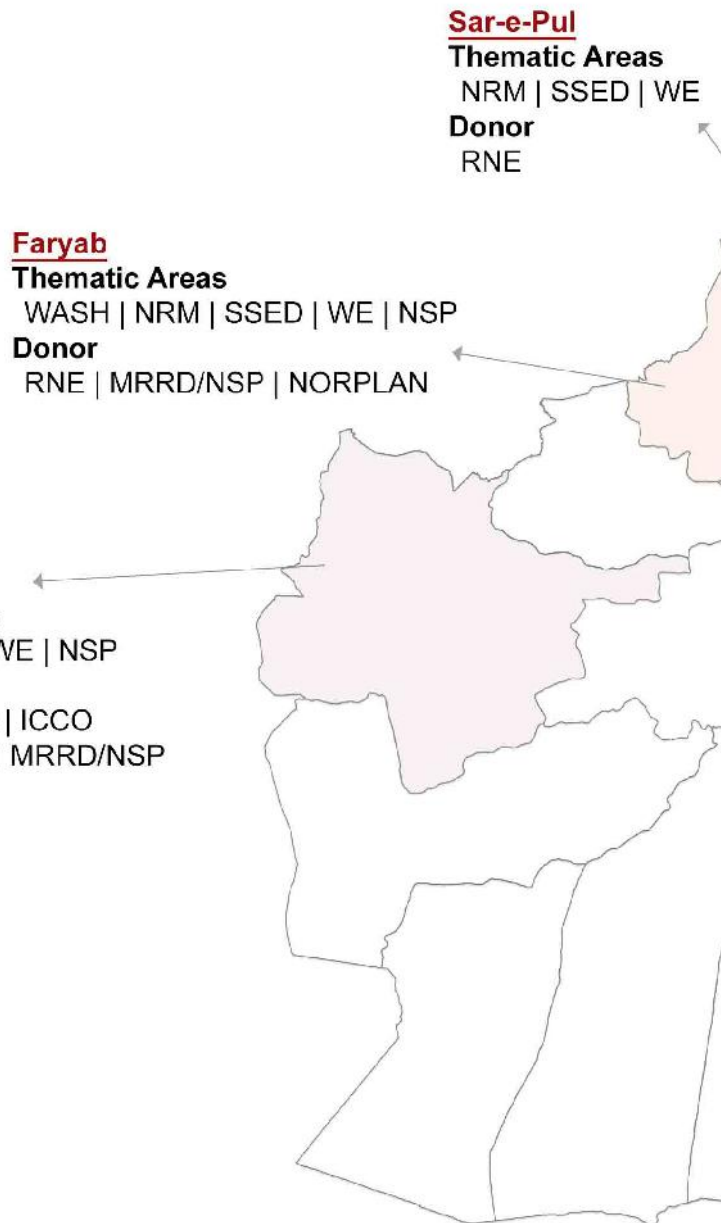 Sar-e-Pul
Thematic Areas
NRM | SSED | WE
Donor
RNE
Faryab
Thematic Areas
WASH | NRM | SSED | WE | NSP
Donor
RNE | MRRD/NSP | NORPLAN
WE | NSP
| ICCO
MRRD/NSP